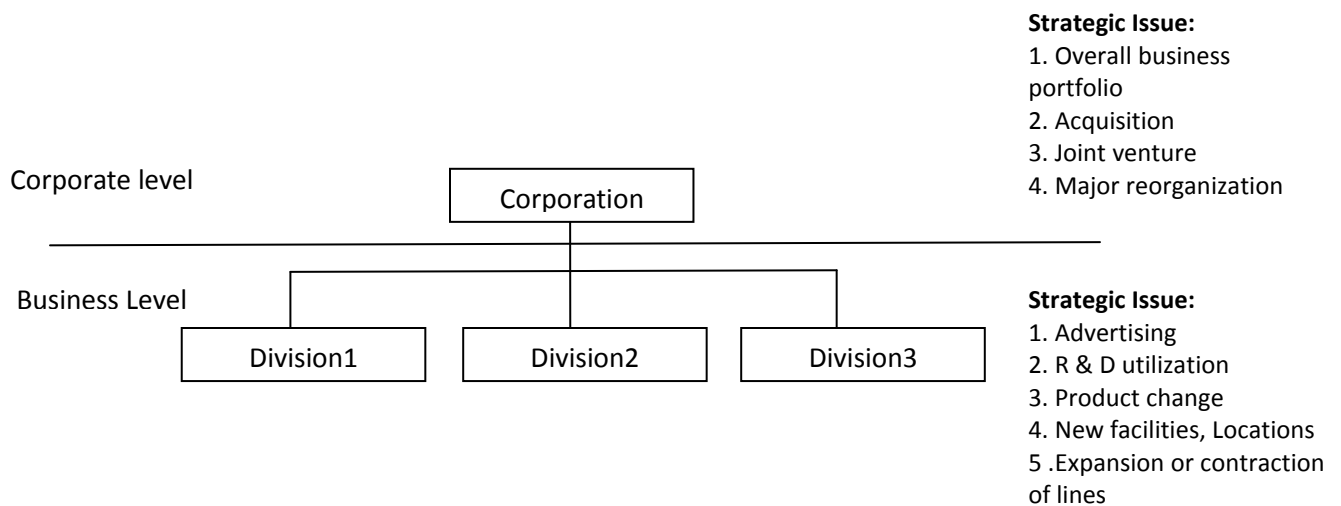 Strategic Issue:
1. Overall business
portfolio
2. Acquisition
3. Joint venture
4. Major reorganization
Corporate level
Corporation
Business Level
Division1
Division2
Division3
Strategic Issue:
1. Advertising
2. R & D utilization
3. Product change
4. New facilities, Locations
5 .Expansion or contraction
of lines